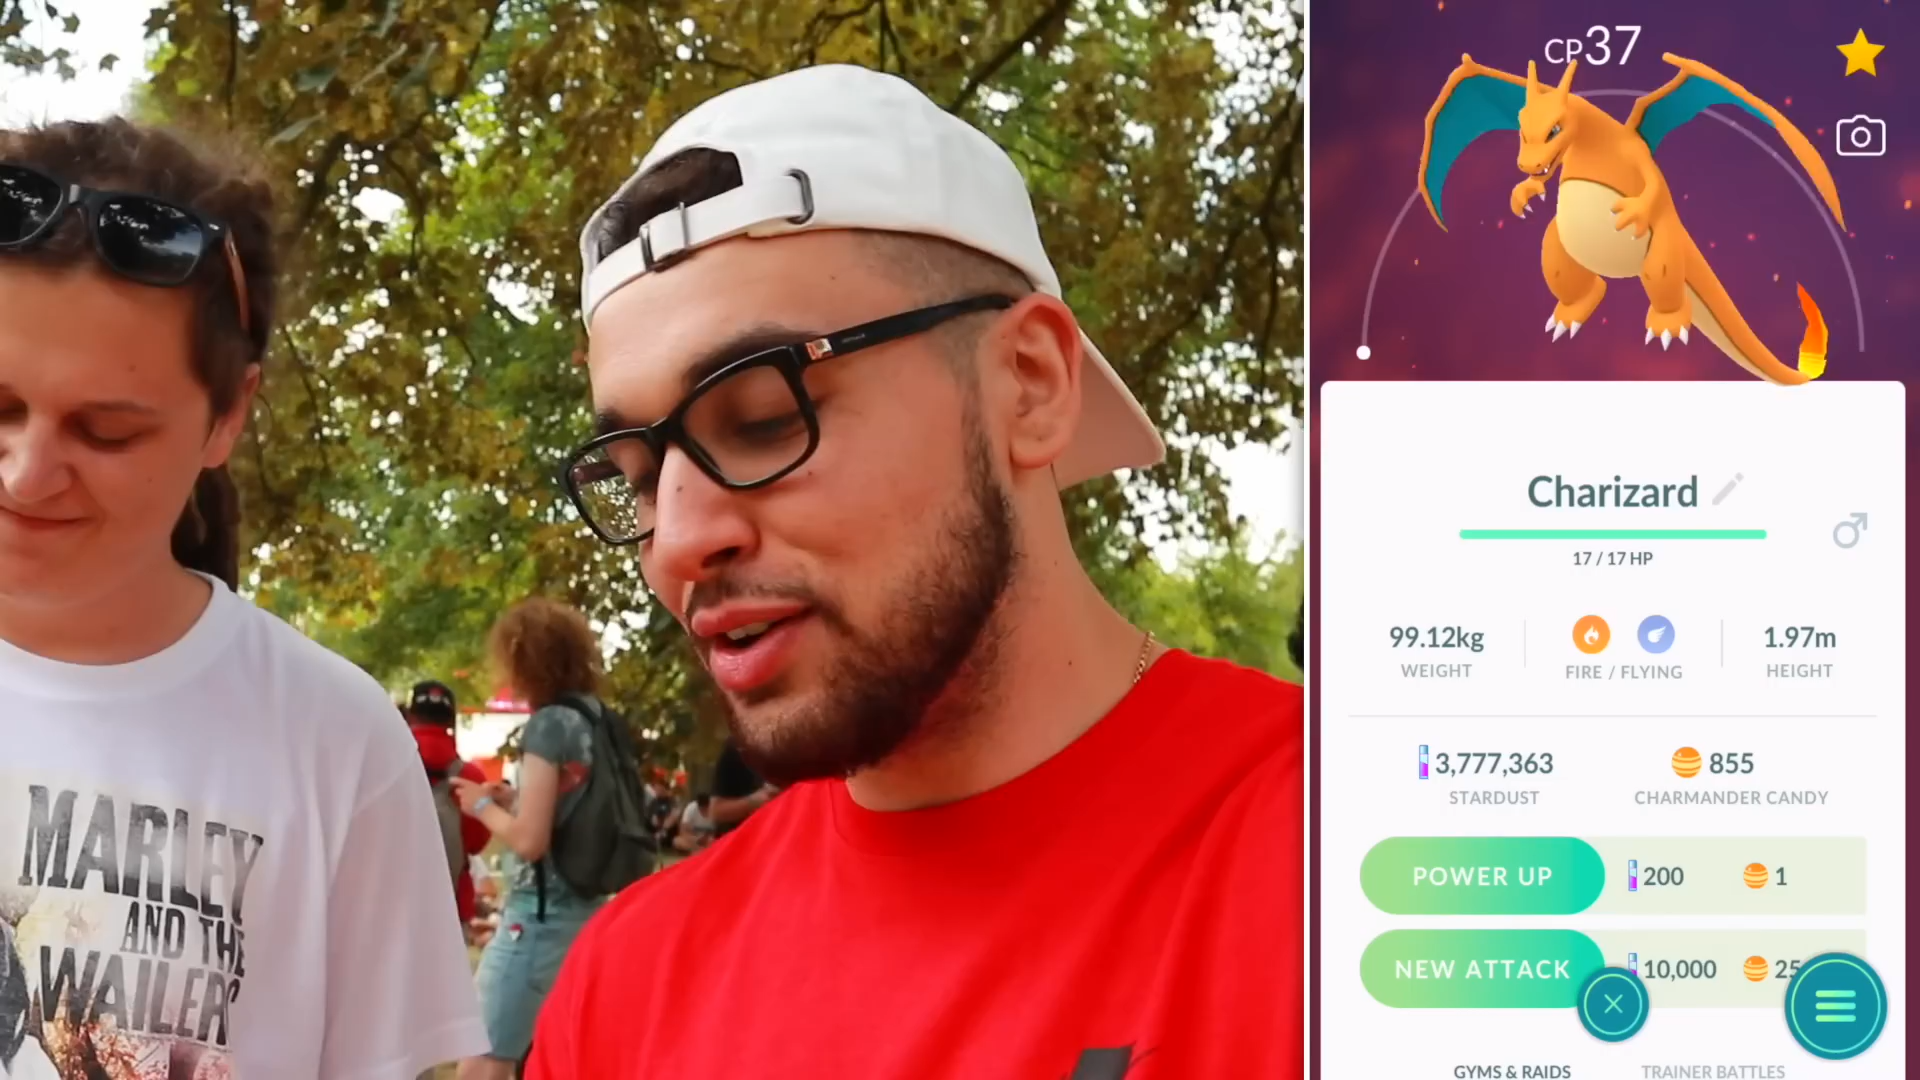 MARLEY
AND THE
WAILERS
CP37
Charizard
17 / 17 HP
99.12kg
WEIGHT
FIRE / FLYING
1.97m
HEIGHT
3,777,363
STARDUST
855
CHARMANDER CANDY
POWER UP
200
1
NEW ATTACK
10,000
25
GYMS & RAIDS
TRAINER BATTLES